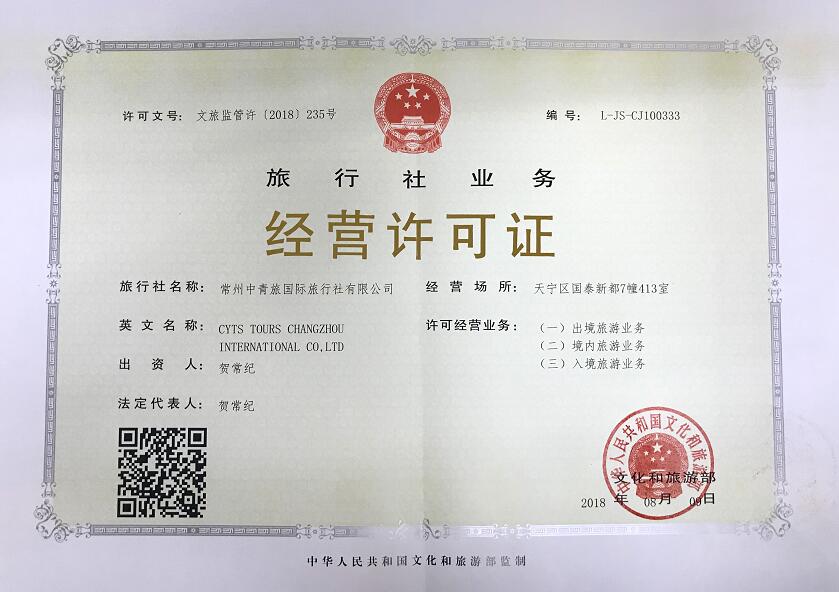 许可文号： 文旅监管许〔2018〕235号
编 号： L-JS-CJ100333
旅行社业务
经营许可证
旅行社名称： 常州中青旅国际旅行社有限公司
经营场所： 天宁区国泰新都7幢413室
英文名称： CYTS TOURS CHANGZHOU
INTERNATIONAL CO.LTD
许可经营业务： （一）出境旅游业务
（二）境内旅游业务
（三）入境旅游业务
出资人： 贺常纪
法定代表人： 贺常纪
中华人民共和国文化和旅游部
文化和旅游部
2018 年 08月 09日
中华人民共和国文化和旅游部监制